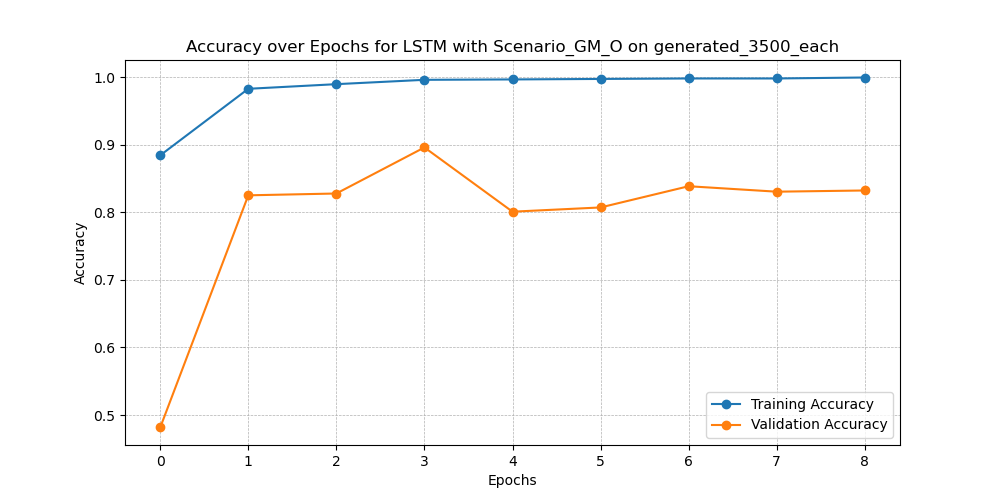 Accuracy over Epochs for LSTM with Scenario_GM_O on generated_3500_each
1.0
0.9
0.8
0.7
0.6
0.5
Accuracy
0 1 2 3 4 5 6 7 8
Epochs
Training Accuracy
Validation Accuracy